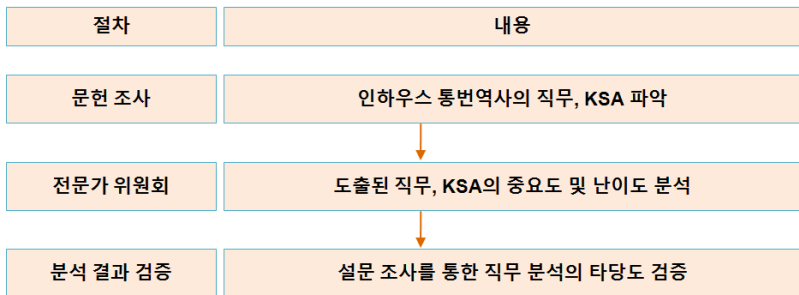 절차 내용
문헌 조사 인하우스 통번역사의 직무, KSA 파악
전문가 위원회 도출된 직무, KSA의 중요도 및 난이도 분석
분석 결과 검증 설문 조사를 통한 직무 분석의 타당도 검증